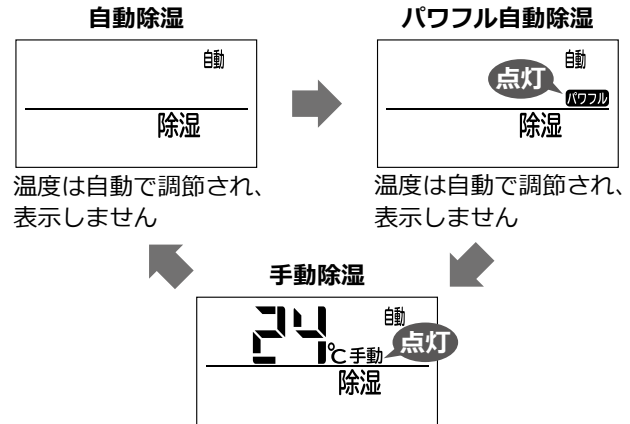 自動除湿
自動
除湿
温度は自動で調節され、
表示しません
パワフル自動除湿
自動
点灯
パワフル
除湿
温度は自動で調節され、
表示しません
手動除湿
自動
24℃手動
点灯
除湿